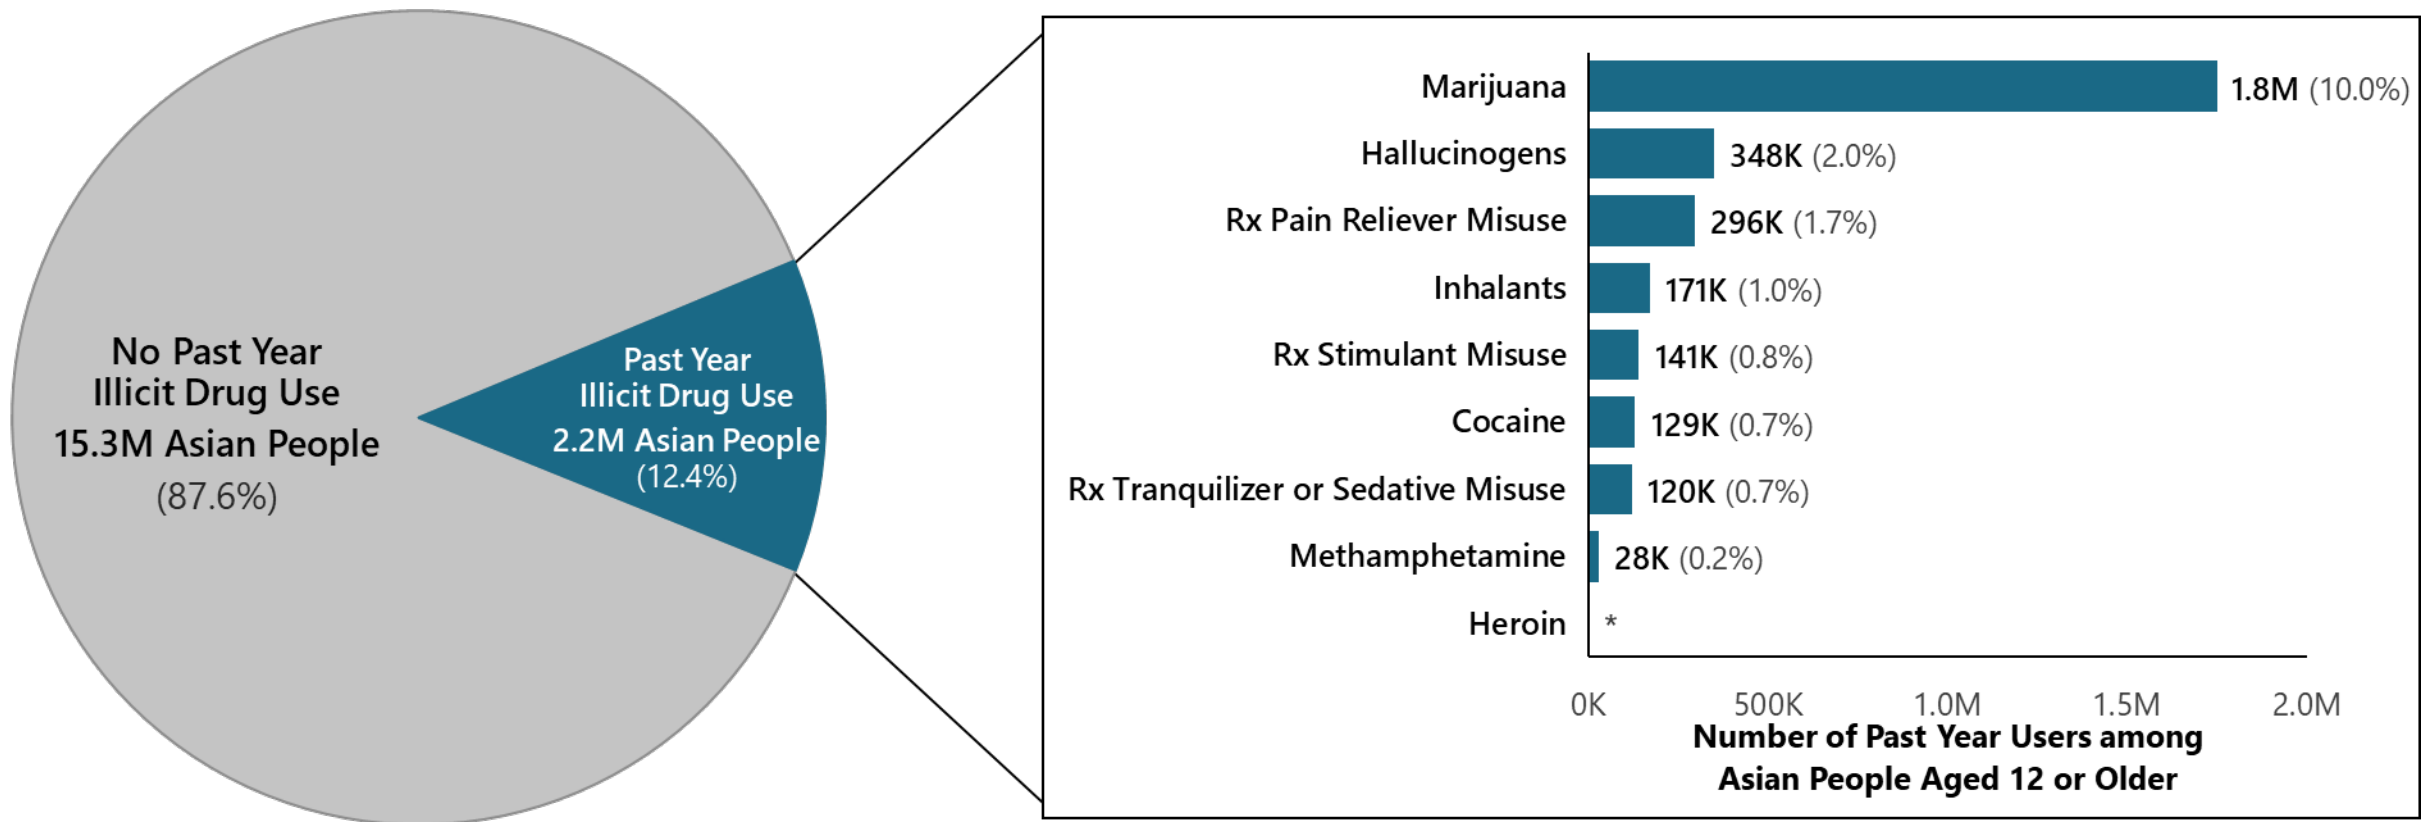 No Past Year
Illicit Drug Use
15.3M Asian People
(87.6%)
Past Year
Illicit Drug Use
2.2M Asian People
(12.4%)
Marijuana 1.8M (10.0%)
Hallucinogens 348K (2.0%)
Rx Pain Reliever Misuse 296K (1.7%)
Inhalants 171K (1.0%)
Rx Stimulant Misuse 141K (0.8%)
Cocaine 129K (0.7%)
Rx Tranquilizer or Sedative Misuse 120K (0.7%)
Methamphetamine 28K (0.2%)
Heroin *
0K 500K 1.0M 1.5M 2.0M
Number of Past Year Users among
Asian People Aged 12 or Older